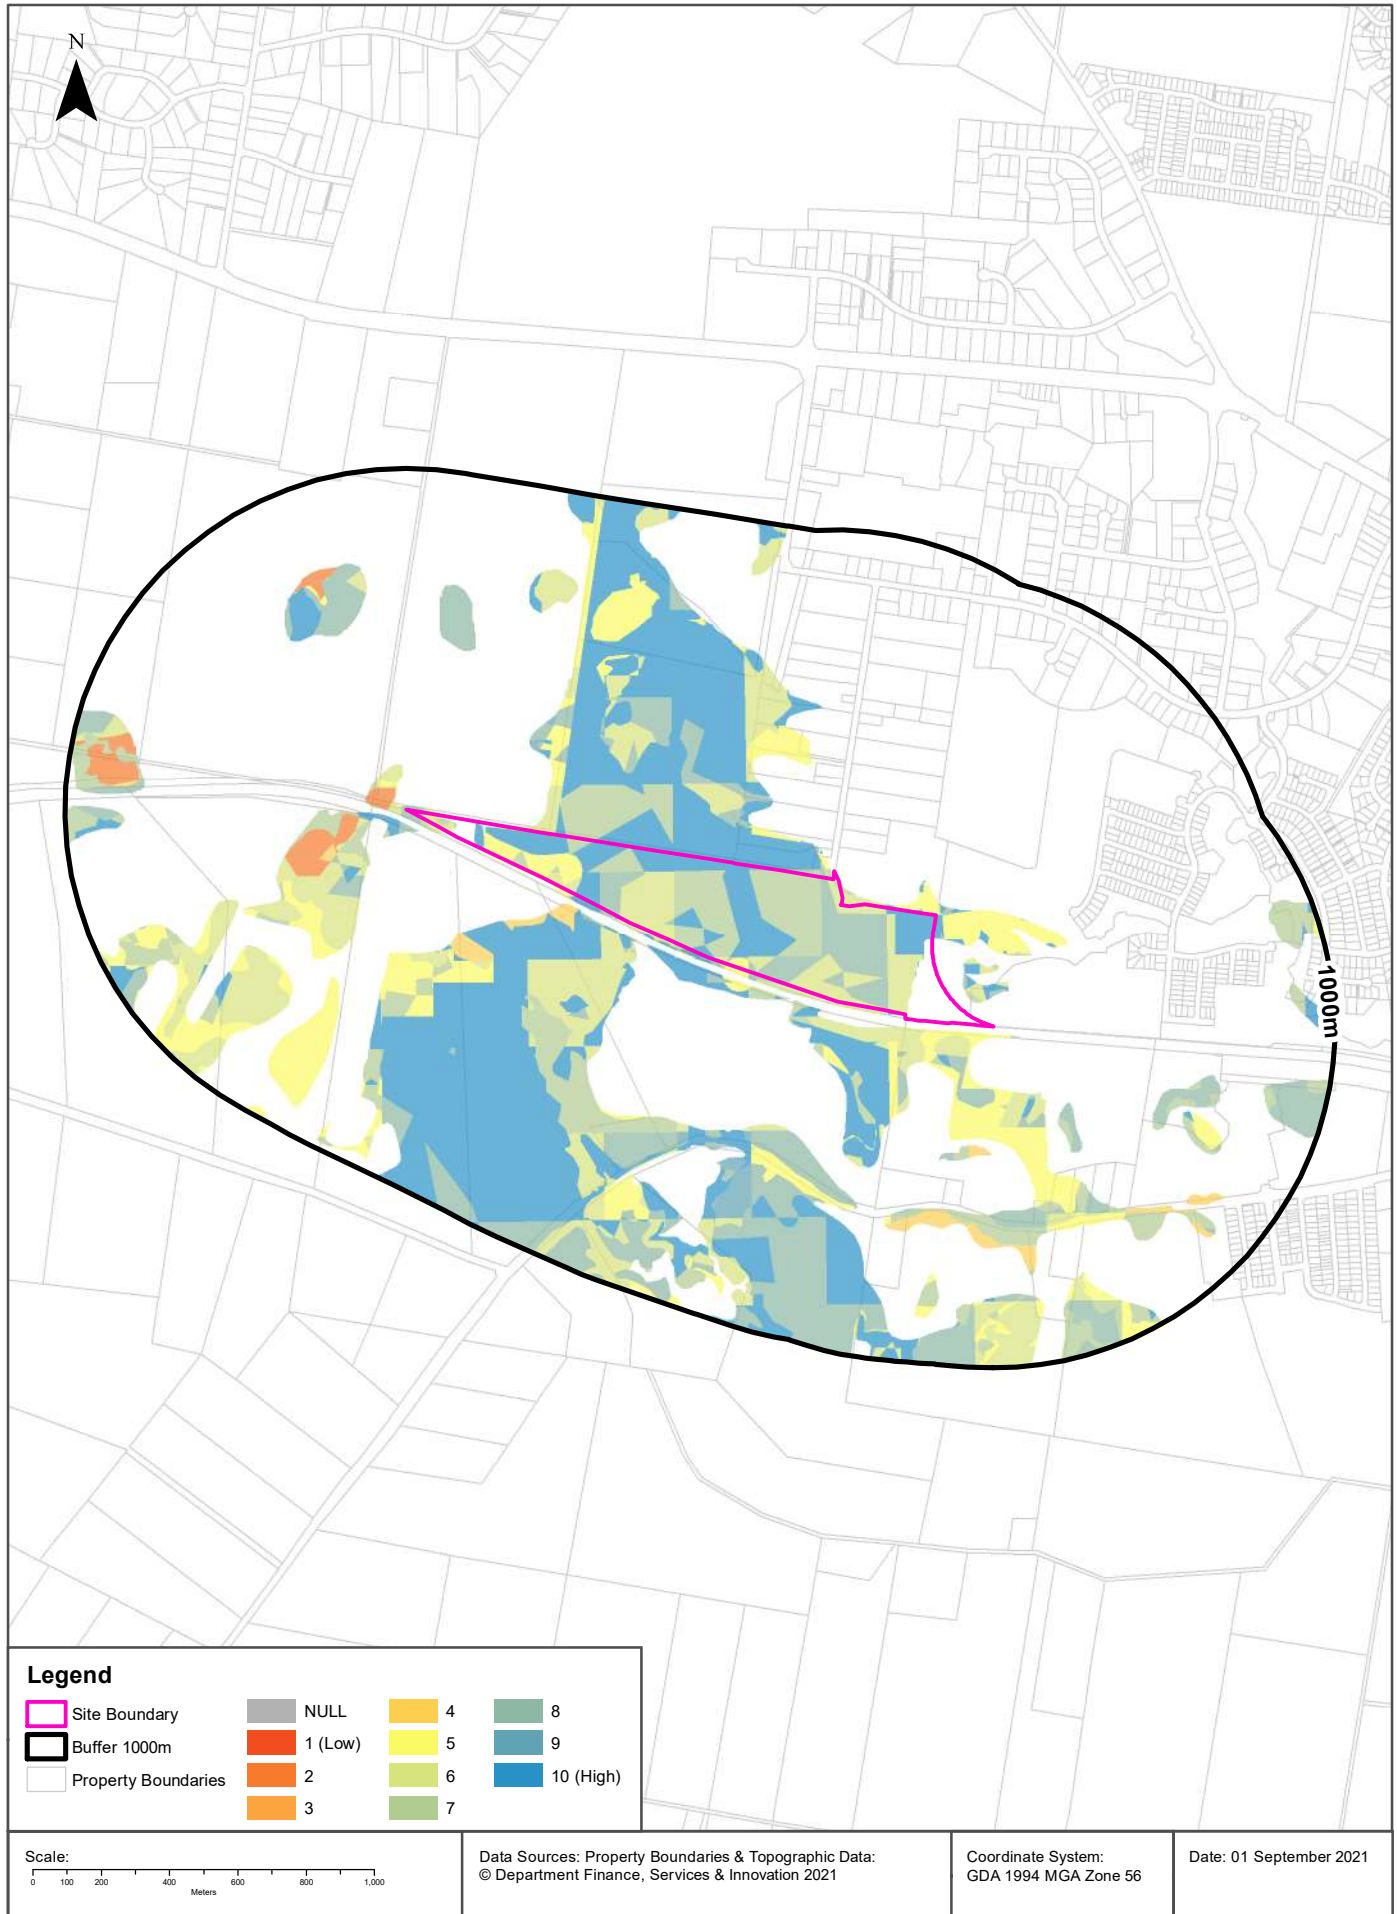 N
1000m
Legend
Site Boundary
Buffer 1000m
Property Boundaries
NULL
1 (Low)
2
3
4
5
6
7
8
9
10 (High)
Scale:
0 100 200 400 600 800 1,000
Meters
Data Sources: Property Boundaries & Topographic Data:
© Department Finance, Services & Innovation 2021
Coordinate System:
GDA 1994 MGA Zone 56
Date: 01 September 2021